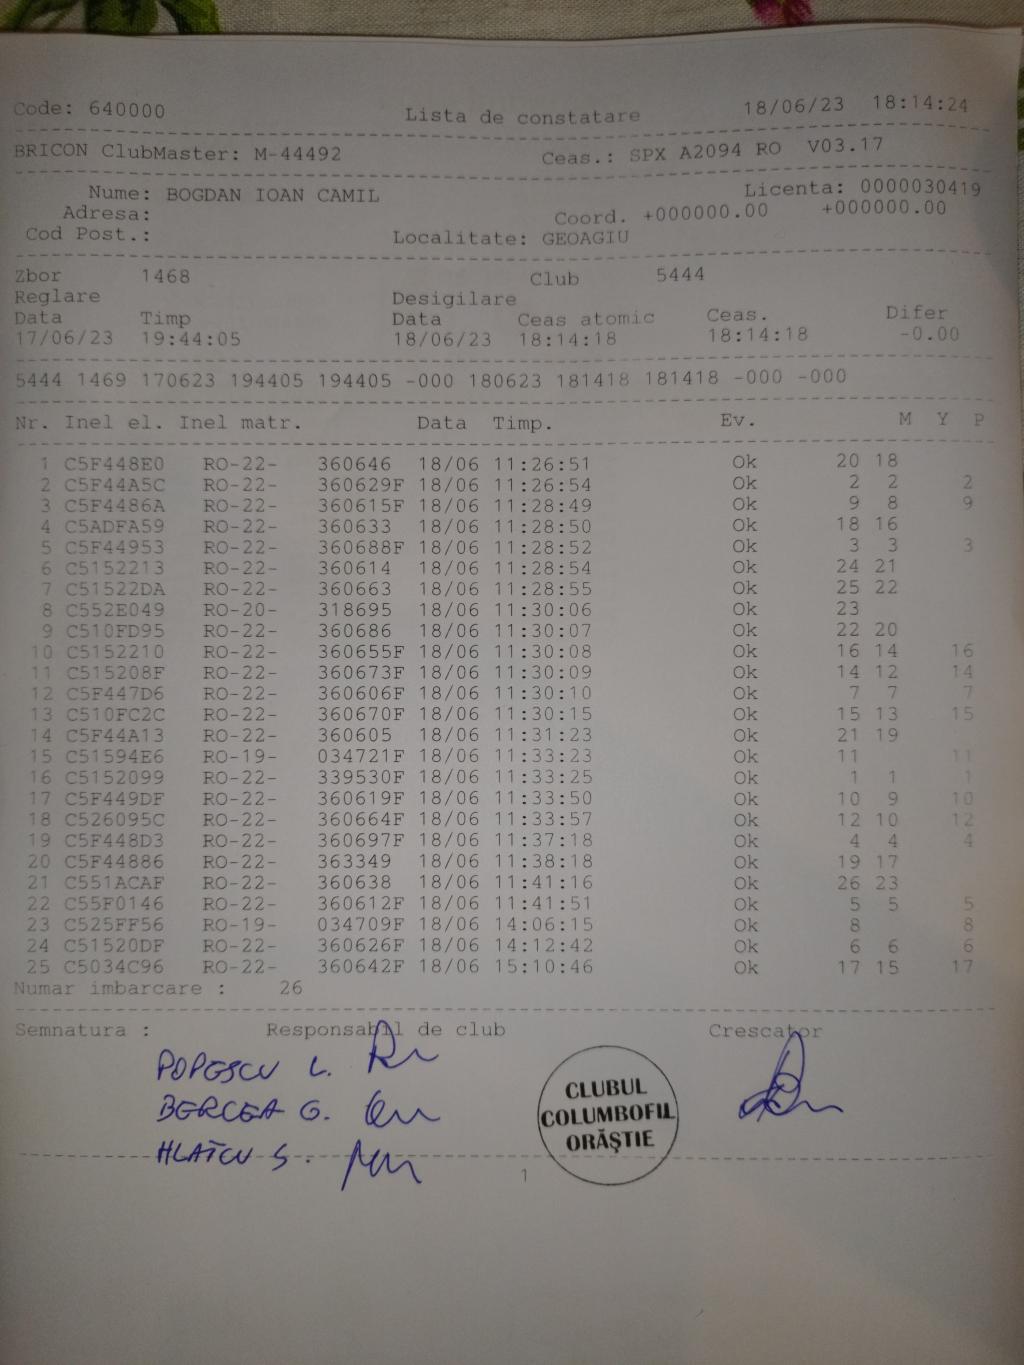 Code: 640000 Lista de constatare 18/06/23 18:14:24
BRICON ClubMaster: M-44492 Ceas.: SPX A2094 RO V03.17
Nume: BOGDAN IOAN CAMIL Licenta: 0000030419
Adresa: Coord. +000000.00 +000000.00
Cod Post.: Localitate: GEOAGIU
Zbor 1468 Club 5444
Reglare Desigilare
Data Timp Data Ceas atomic Ceas. Difer
17/06/23 19:44:05 18/06/23 18:14:18 18:14:18 -0.00
5444 1469 170623 194405 194405 -000 180623 181418 181418 -000 -000
Nr. Inel el. Inel matr. Data Timp. Ev. M Y P
1 C5F448E0 RO-22- 360646 18/06 11:26:51 Ok 20 18
2 C5F44A5C RO-22- 360629F 18/06 11:26:54 Ok 2 2 2
3 C5F4486A RO-22- 360615F 18/06 11:28:49 Ok 9 8 9
4 C5ADFA59 RO-22- 360633 18/06 11:28:50 Ok 18 16
5 C5F44953 RO-22- 360688F 18/06 11:28:52 Ok 3 3 3
6 C5152213 RO-22- 360614 18/06 11:28:54 Ok 24 21
7 C51522DA RO-22- 360663 18/06 11:28:55 Ok 25 22
8 C552E049 RO-20- 318695 18/06 11:30:06 Ok 23
9 C510FD95 RO-22- 360686 18/06 11:30:07 Ok 22 20
10 C5152210 RO-22- 360655F 18/06 11:30:08 Ok 16 14 16
11 C515208F RO-22- 360673F 18/06 11:30:09 Ok 14 12 14
12 C5F447D6 RO-22- 360606F 18/06 11:30:10 Ok 7 7 7
13 C510FC2C RO-22- 360670F 18/06 11:30:15 Ok 15 13 15
14 C5F44A13 RO-22- 360605 18/06 11:31:23 Ok 21 19
15 C51594E6 RO-19- 034721F 18/06 11:33:23 Ok 11 11
16 C5152099 RO-22- 339530F 18/06 11:33:25 Ok 1 1 1
17 C5F449DF RO-22- 360619F 18/06 11:33:50 Ok 10 9 10
18 C526095C RO-22- 360664F 18/06 11:33:57 Ok 12 10 12
19 C5F448D3 RO-22- 360697F 18/06 11:37:18 Ok 4 4 4
20 C5F44886 RO-22- 363349 18/06 11:38:18 Ok 19 17
21 C551ACAF RO-22- 360638 18/06 11:41:16 Ok 26 23
22 C55F0146 RO-22- 360612F 18/06 11:41:51 Ok 5 5 5
23 C525FF56 RO-19- 034709F 18/06 14:06:15 Ok 8 8
24 C51520DF RO-22- 360626F 18/06 14:12:42 Ok 6 6 6
25 C5034C96 RO-22- 360642F 18/06 15:10:46 Ok 17 15 17
Numar imbarcare : 26
Semnatura : Responsabil de club Crescator
POPESCU L.
BERCEA G.
HLATCU S.
CLUBUL
COLUMBOFIL
ORĂŞTIE
1